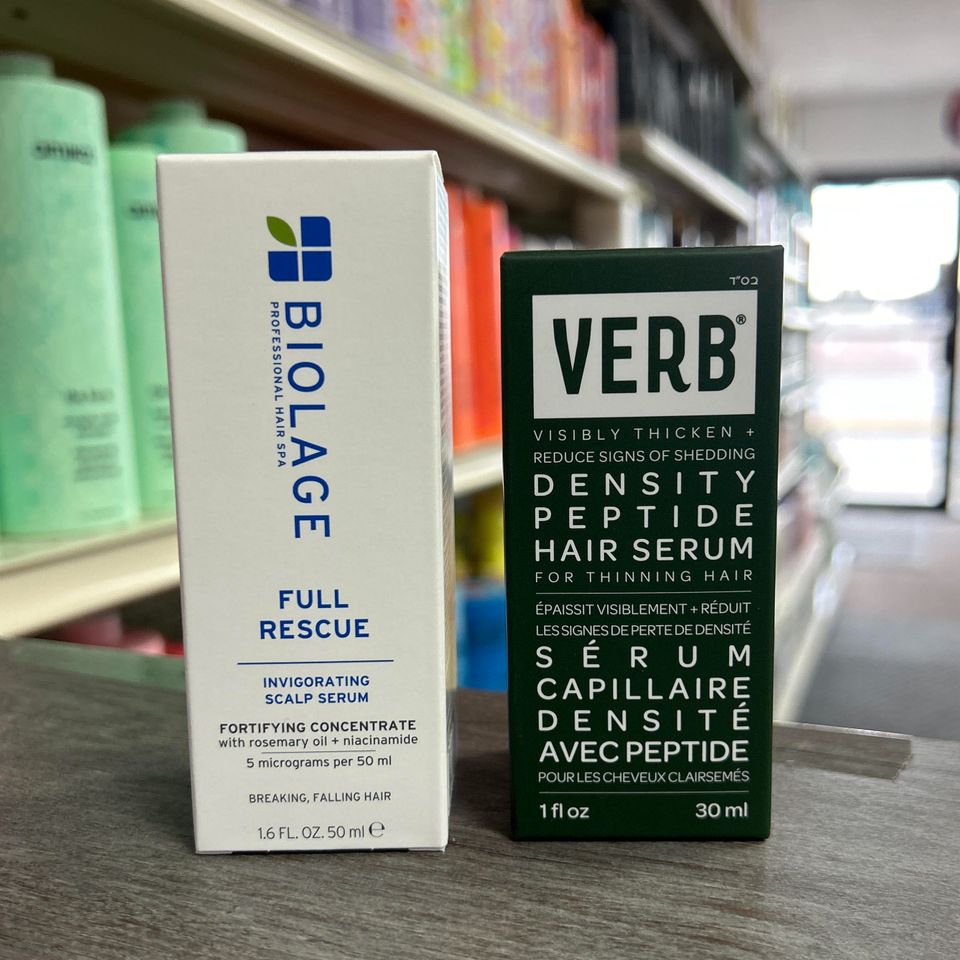 BIOLAGE
PROFESSIONAL HAIR SPA
FULL
RESCUE
INVIGORATING
SCALP SERUM
FORTIFYING CONCENTRATE
with rosemary oil + niacinamide
5 micrograms per 50 ml
BREAKING, FALLING HAIR
1.6 FL. OZ. 50 ml ℮
בס"ד
VERB®
VISIBLY THICKEN +
REDUCE SIGNS OF SHEDDING
DENSITY
PEPTIDE
HAIR SERUM
FOR THINNING HAIR
ÉPAISSIT VISIBLEMENT + RÉDUIT
LES SIGNES DE PERTE DE DENSITÉ
SÉRUM
CAPILLAIRE
DENSITÉ
AVEC PEPTIDE
POUR LES CHEVEUX CLAIRSEMÉS
1 fl oz 30 ml